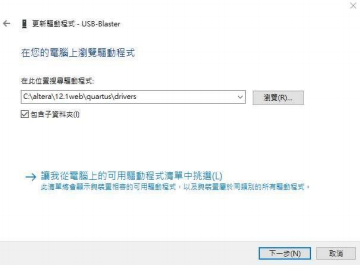 更新驅動程式 - USB-Blaster
在您的電腦上瀏覽驅動程式
在此位置搜尋驅動程式:
C:\altera\12.1web\quartus\drivers
瀏覽(R)...
包含子資料夾(I)
讓我從電腦上的可用驅動程式清單中挑選(L)
此清單會顯示與裝置相容的可用驅動程式，以及與裝置屬於同類別的所有驅動程式。
下一步(N)
取消